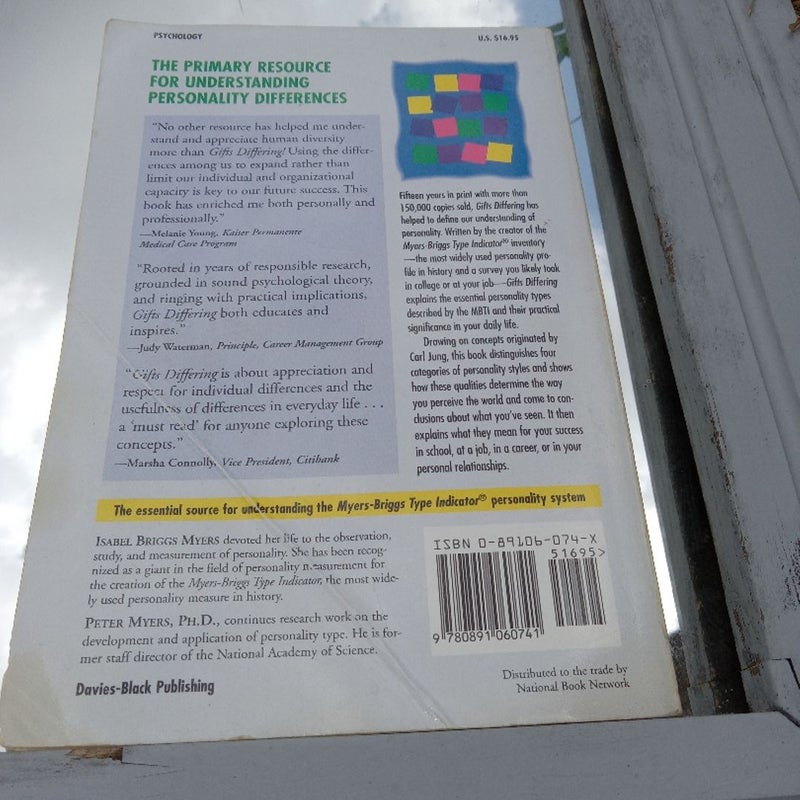 PSYCHOLOGY
U.S. $16.95
THE PRIMARY RESOURCE
FOR UNDERSTANDING
PERSONALITY DIFFERENCES
"No other resource has helped me under-
stand and appreciate human diversity
more than Gifts Differing! Using the differ-
ences among us to expand rather than
limit our individual and organizational
capacity is key to our future success. This
book has enriched me both personally and
professionally."
—Melanie Young, Kaiser Permanente
Medical Care Program
"Rooted in years of responsible research,
grounded in sound psychological theory,
and ringing with practical implications,
Gifts Differing both educates and
inspires."
—Judy Waterman, Principle, Career Management Group
"Gifts Differing is about appreciation and
respect for individual differences and the
usefulness of differences in everyday life . . .
a 'must read' for anyone exploring these
concepts."
—Marsha Connolly, Vice President, Citibank
Fifteen years in print with more than
150,000 copies sold, Gifts Differing has
helped to define our understanding of
personality. Written by the creator of the
Myers-Briggs Type Indicator® inventory
—the most widely used personality pro-
file in history and a survey you likely took
in college or at your job—Gifts Differing
explains the essential personality types
described by the MBTI and their practical
significance in your daily life.
Drawing on concepts originated by
Carl Jung, this book distinguishes four
categories of personality styles and shows
how these qualities determine the way
you perceive the world and come to con-
clusions about what you've seen. It then
explains what they mean for your success
in school, at a job, in a career, or in your
personal relationships.
The essential source for understanding the Myers-Briggs Type Indicator® personality system
ISABEL BRIGGS MYERS devoted her life to the observation,
study, and measurement of personality. She has been recog-
nized as a giant in the field of personality measurement for
the creation of the Myers-Briggs Type Indicator, the most wide-
ly used personality measure in history.
PETER MYERS, PH.D., continues research work on the
development and application of personality type. He is for-
mer staff director of the National Academy of Science.
Davies-Black Publishing
ISBN 0-89106-074-X
51695>
9 780891 060741
Distributed to the trade by
National Book Network